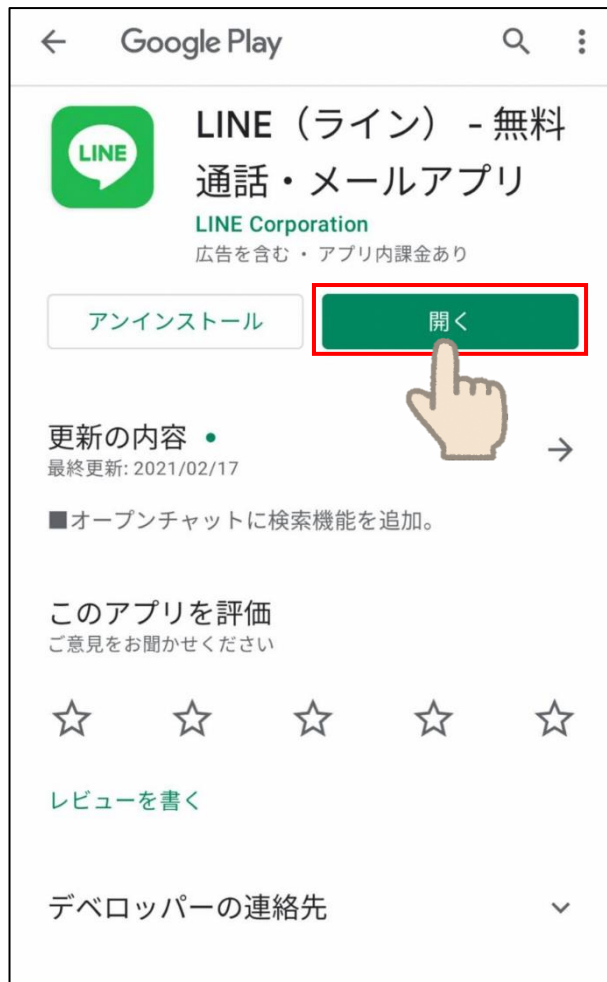 Google Play
LINE（ライン） - 無料
通話・メールアプリ
LINE
LINE Corporation
広告を含む ・ アプリ内課金あり
アンインストール
開く
更新の内容
最終更新: 2021/02/17
■オープンチャットに検索機能を追加。
このアプリを評価
ご意見をお聞かせください
レビューを書く
デベロッパーの連絡先